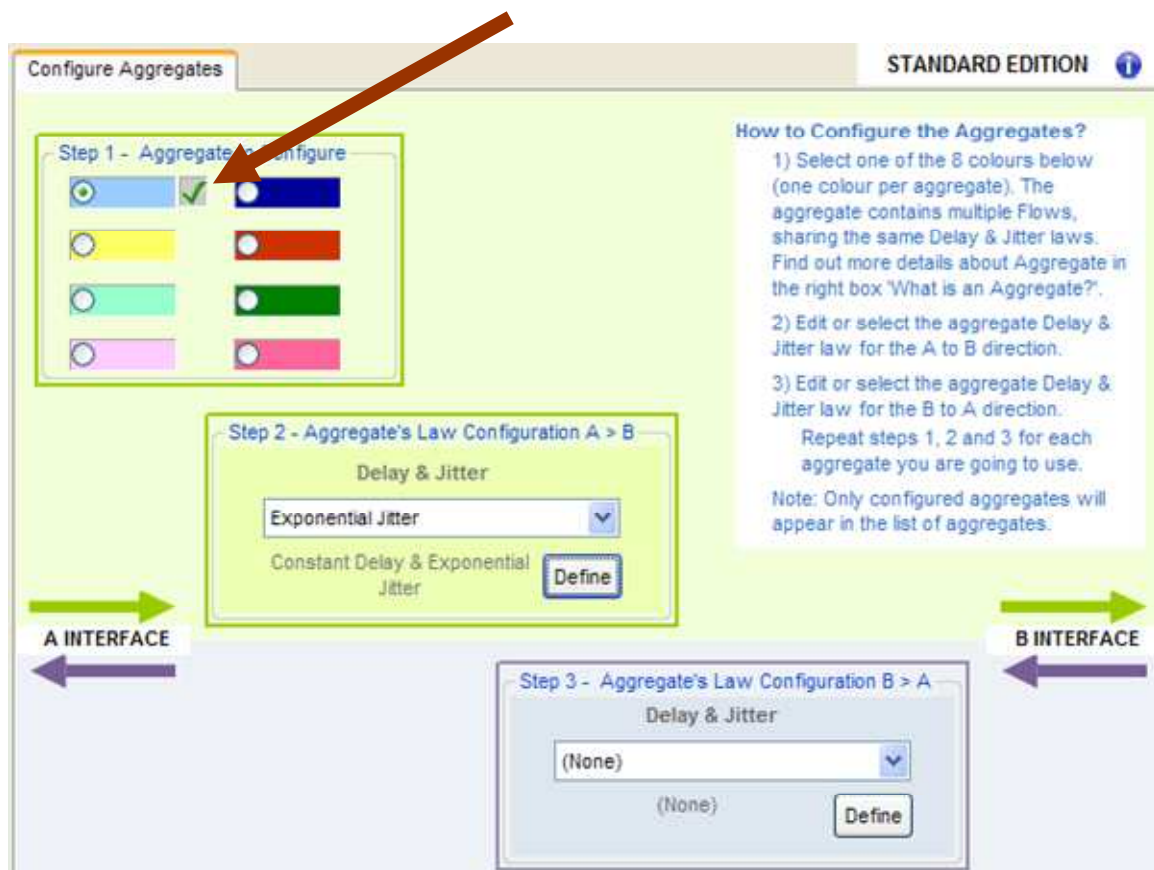 Configure Aggregates
STANDARD EDITION
Step 1 - Aggregate Configure
How to Configure the Aggregates?
1) Select one of the 8 colours below
(one colour per aggregate). The
aggregate contains multiple Flows,
sharing the same Delay & Jitter laws.
Find out more details about Aggregate in
the right box 'What is an Aggregate?'.
2) Edit or select the aggregate Delay &
Jitter law for the A to B direction.
3) Edit or select the aggregate Delay &
Jitter law for the B to A direction.
Repeat steps 1, 2 and 3 for each
aggregate you are going to use.
Note: Only configured aggregates will
appear in the list of aggregates.
Step 2 - Aggregate's Law Configuration A > B
Delay & Jitter
Exponential Jitter
Constant Delay & Exponential
Jitter
Define
A INTERFACE
B INTERFACE
Step 3 - Aggregate's Law Configuration B > A
Delay & Jitter
(None)
(None)
Define